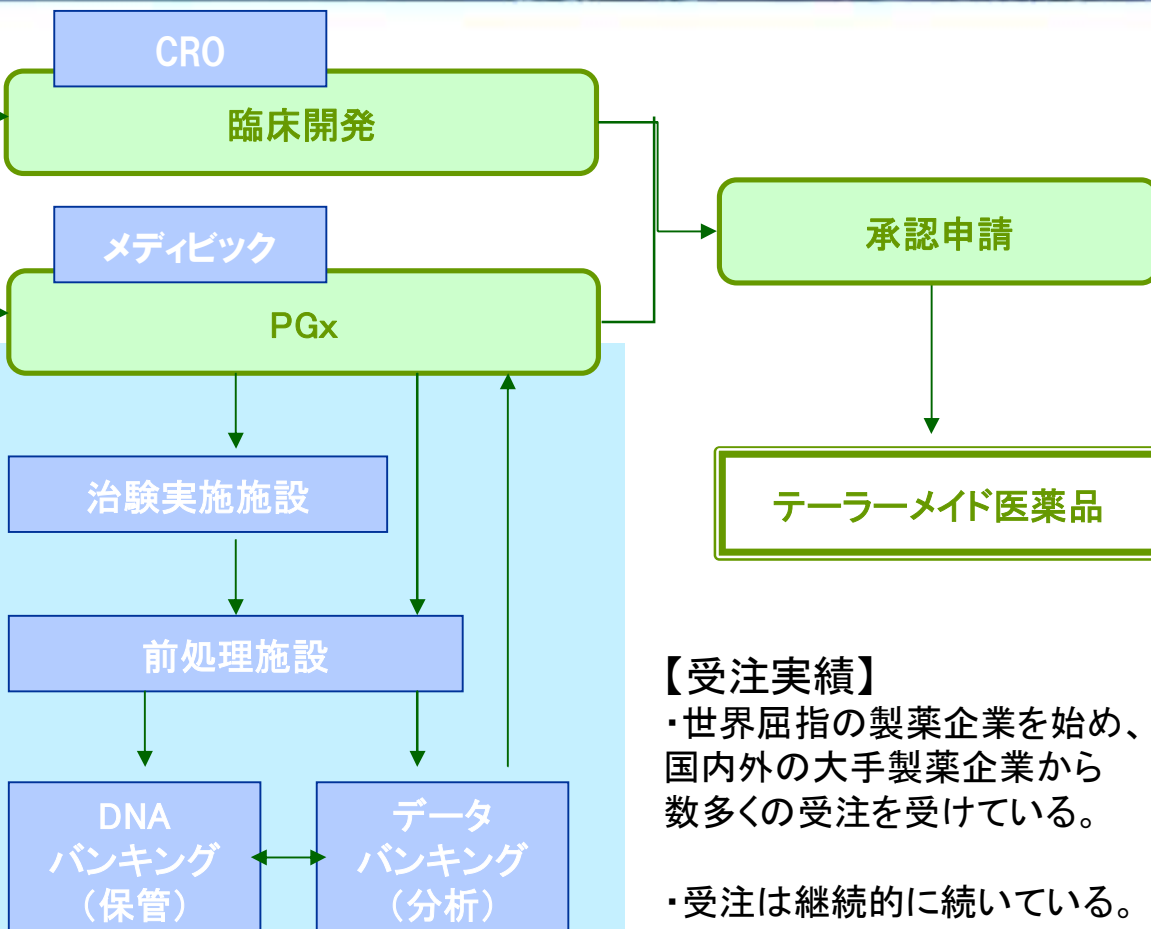 CRO
臨床開発
メディビック
PGx
承認申請
治験実施施設
テーラーメイド医薬品
前処理施設
DNA
バンキング
（保管）
データ
バンキング
（分析）
【受注実績】
・世界屈指の製薬企業を始め、
国内外の大手製薬企業から
数多くの受注を受けている。
・受注は継続的に続いている。